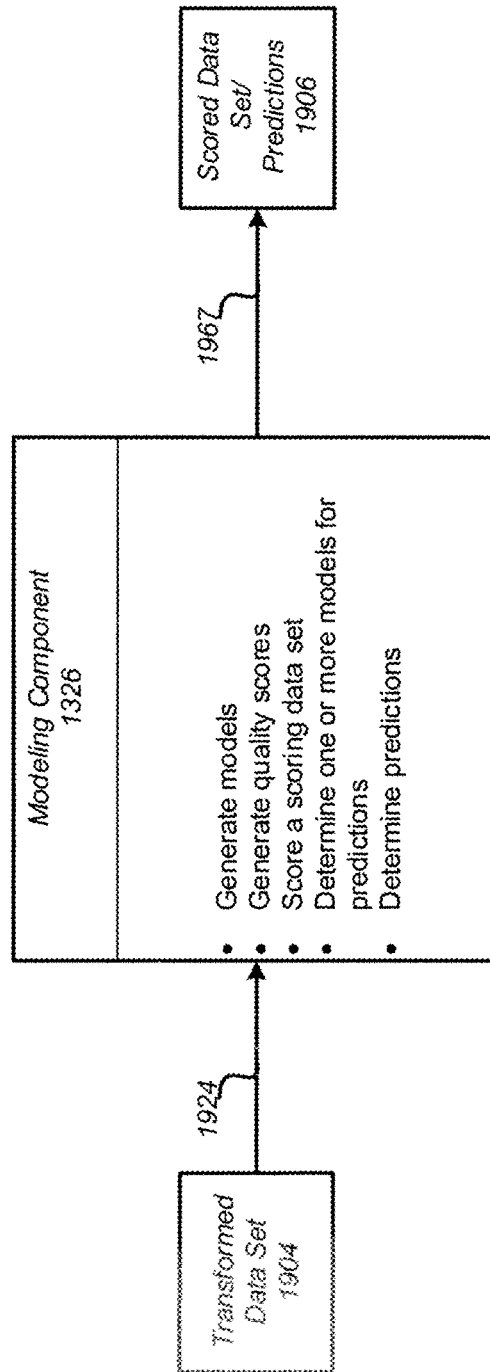 Transformed
Data Set
1904
1924
Modeling Component
1326
• Generate models
• Generate quality scores
• Score a scoring data set
• Determine one or more models for
predictions
• Determine predictions
1967
Scored Data
Set/
Predictions
1906